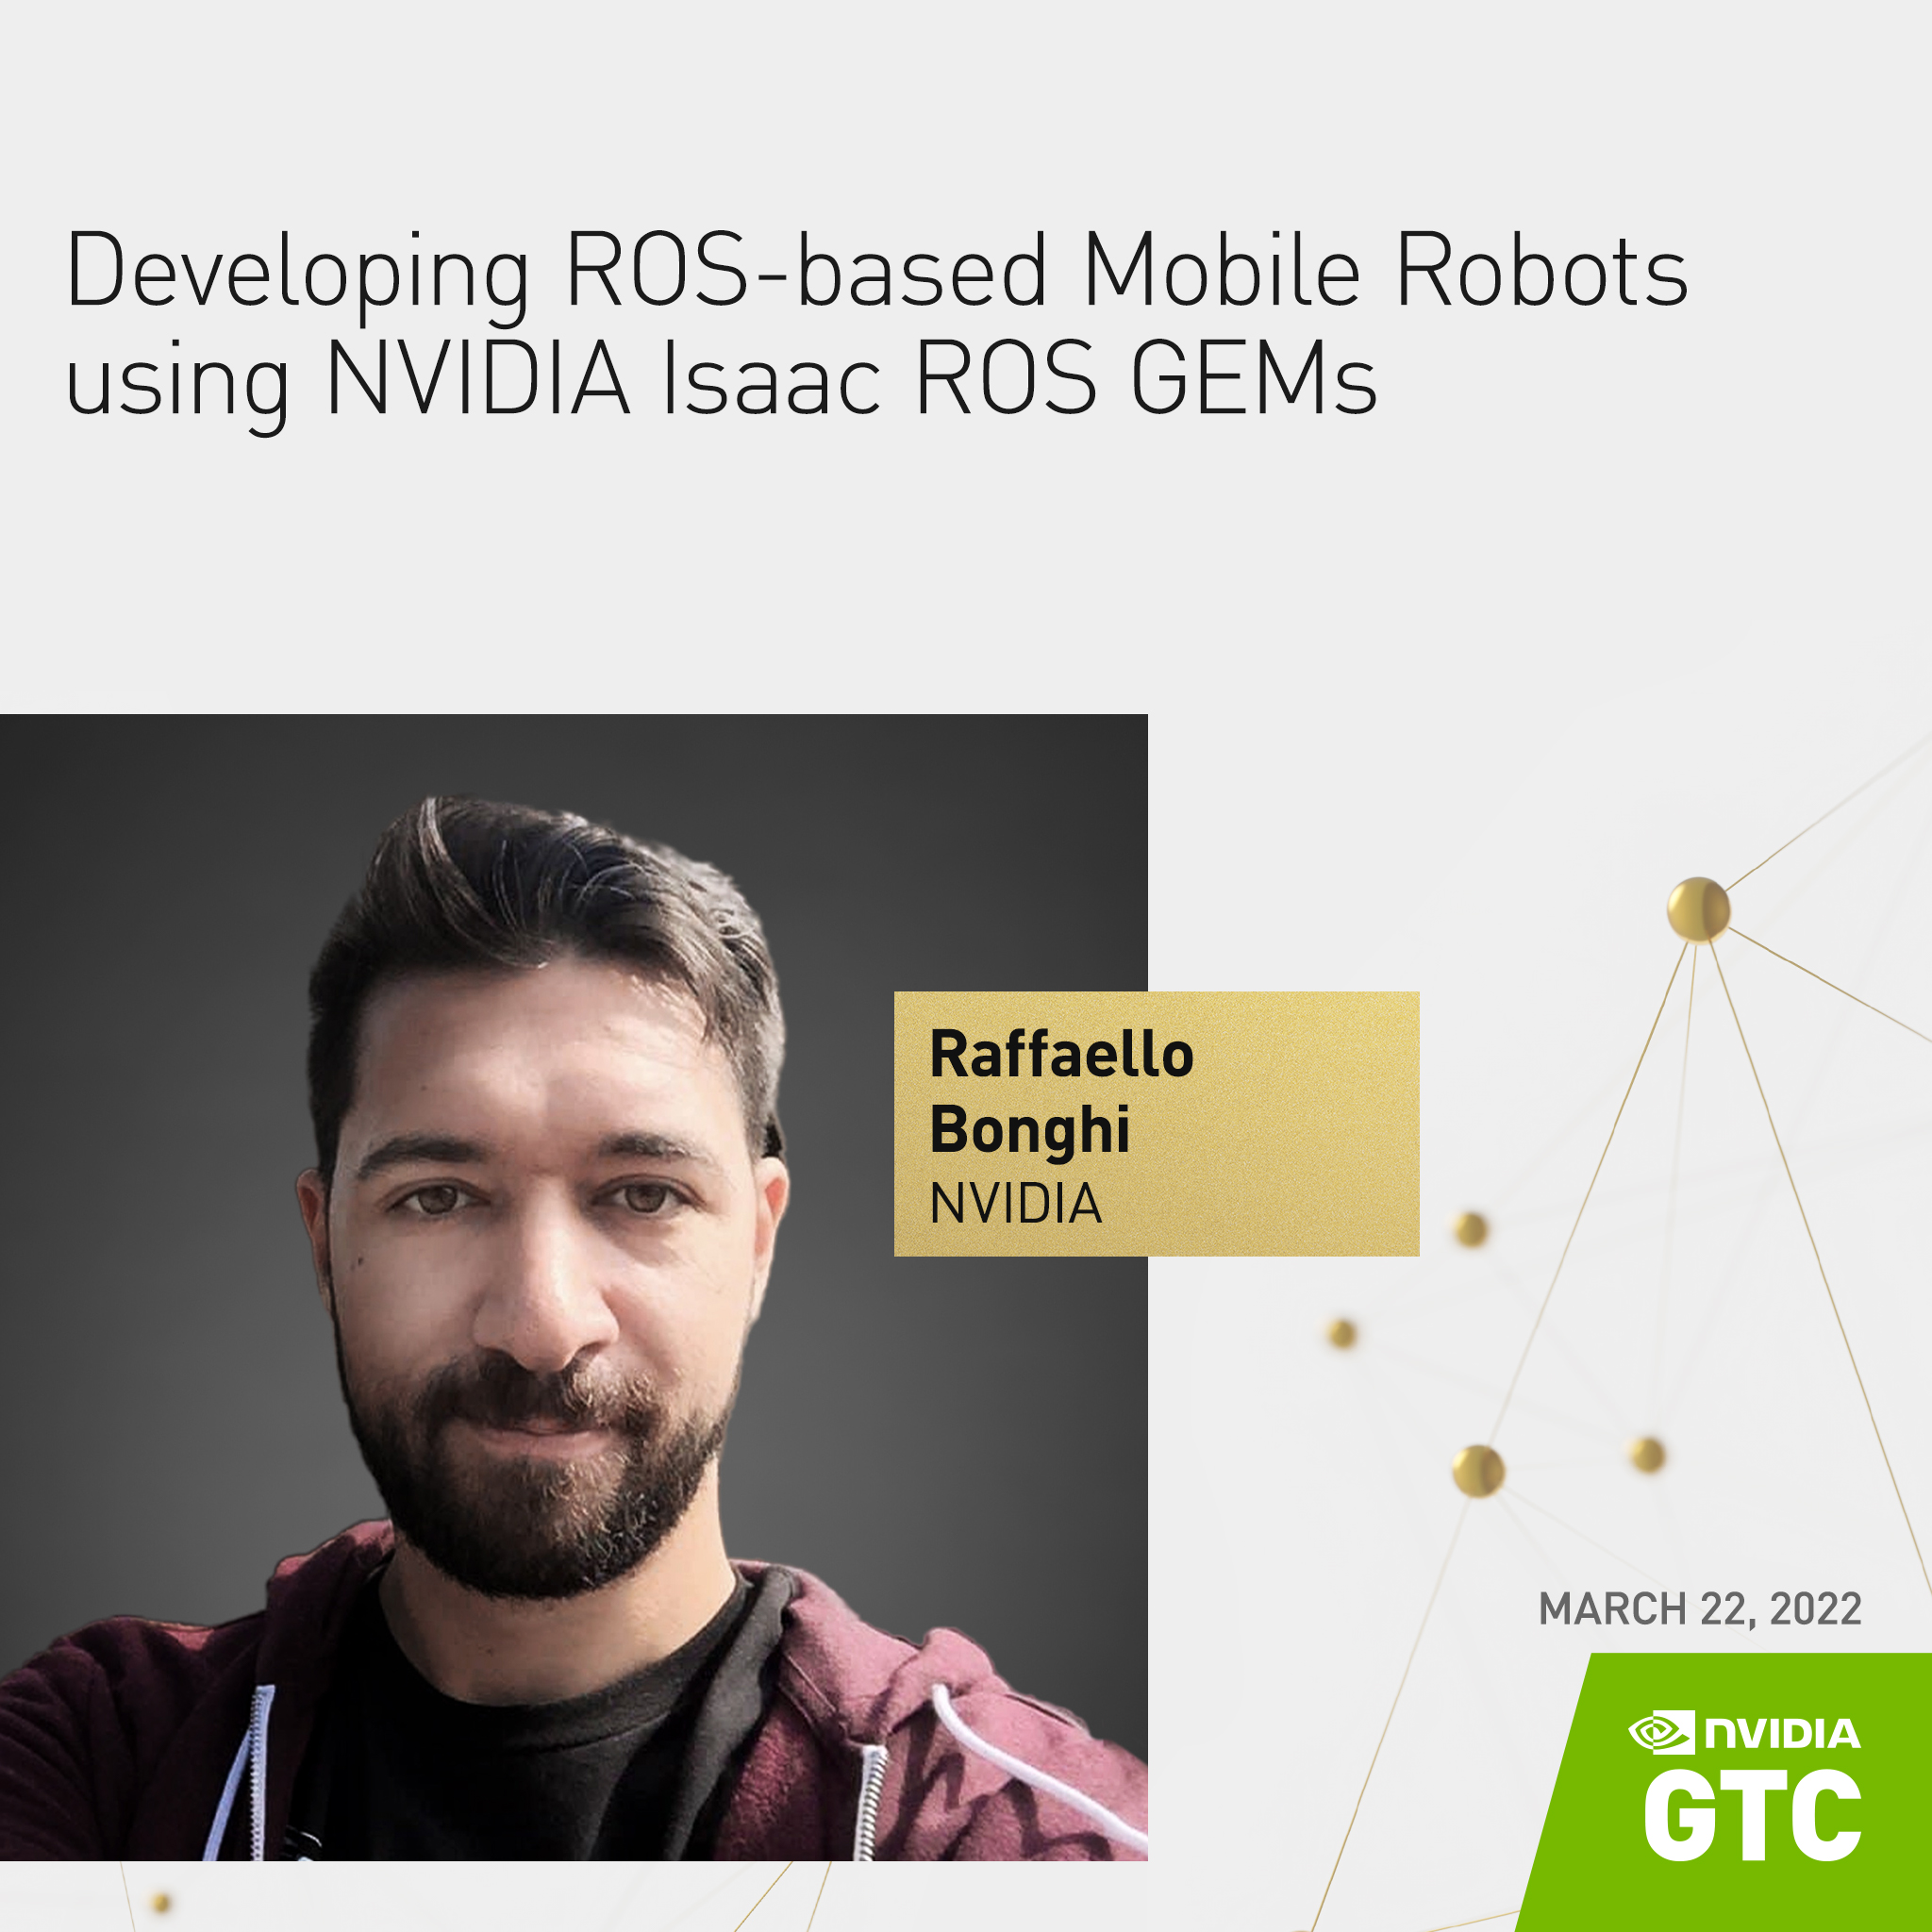 Developing ROS-based Mobile Robots
using NVIDIA Isaac ROS GEMs
Raffaello
Bonghi
NVIDIA
MARCH 22, 2022
NVIDIA
GTC